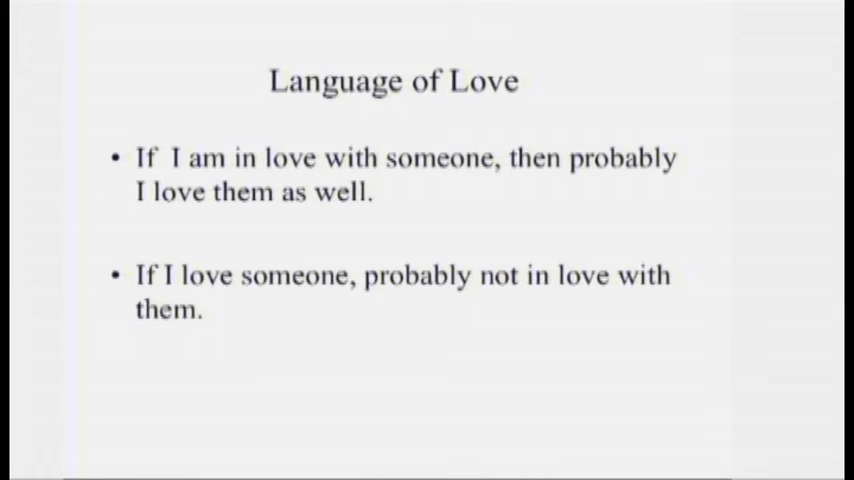 Language of Love
• If I am in love with someone, then probably
I love them as well.
• If I love someone, probably not in love with
them.